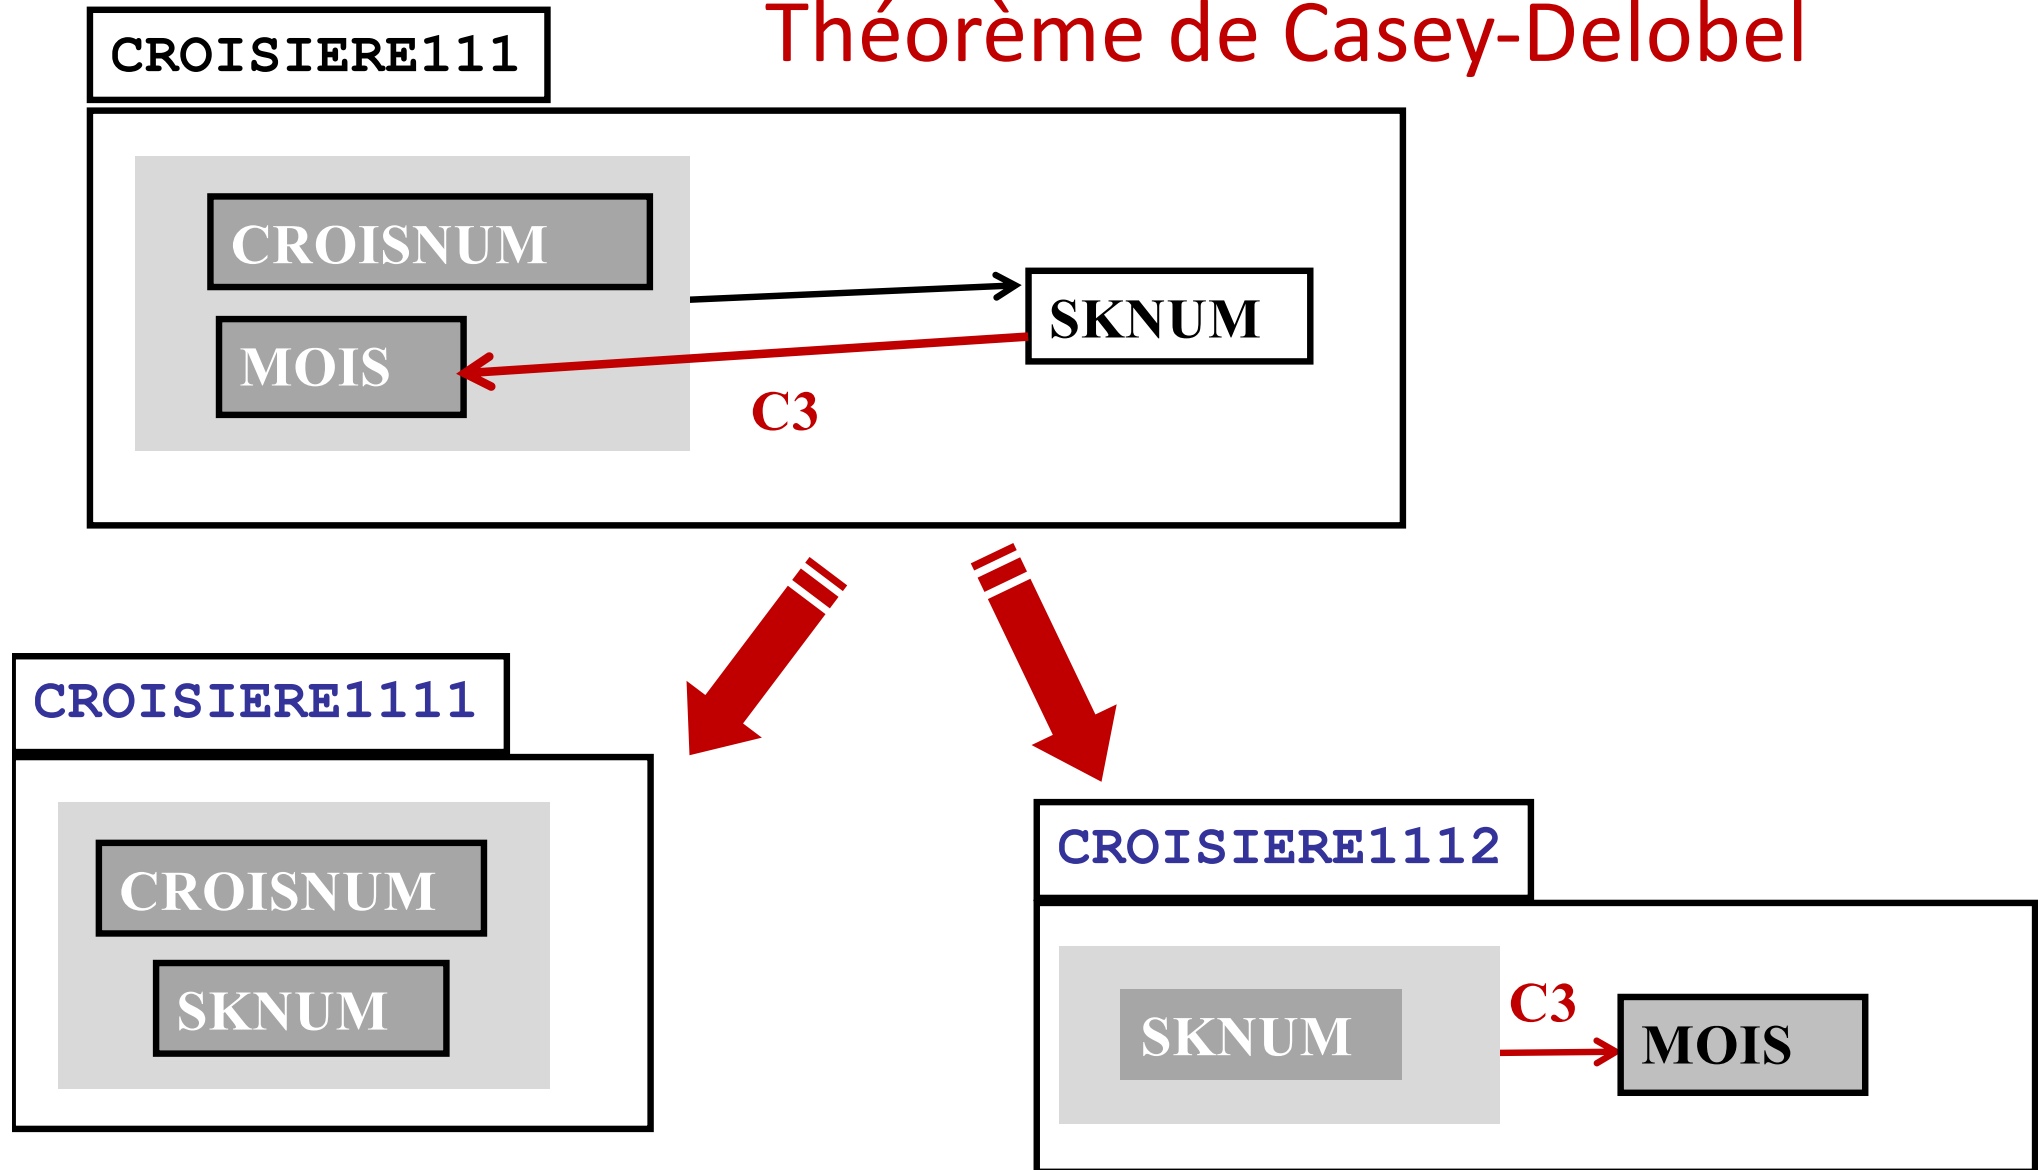 Théorème de Casey-Delobel
CROISIERE111
CROISNUM
MOIS
SKNUM
C3
CROISIERE1111
CROISNUM
SKNUM
CROISIERE1112
SKNUM
C3
MOIS